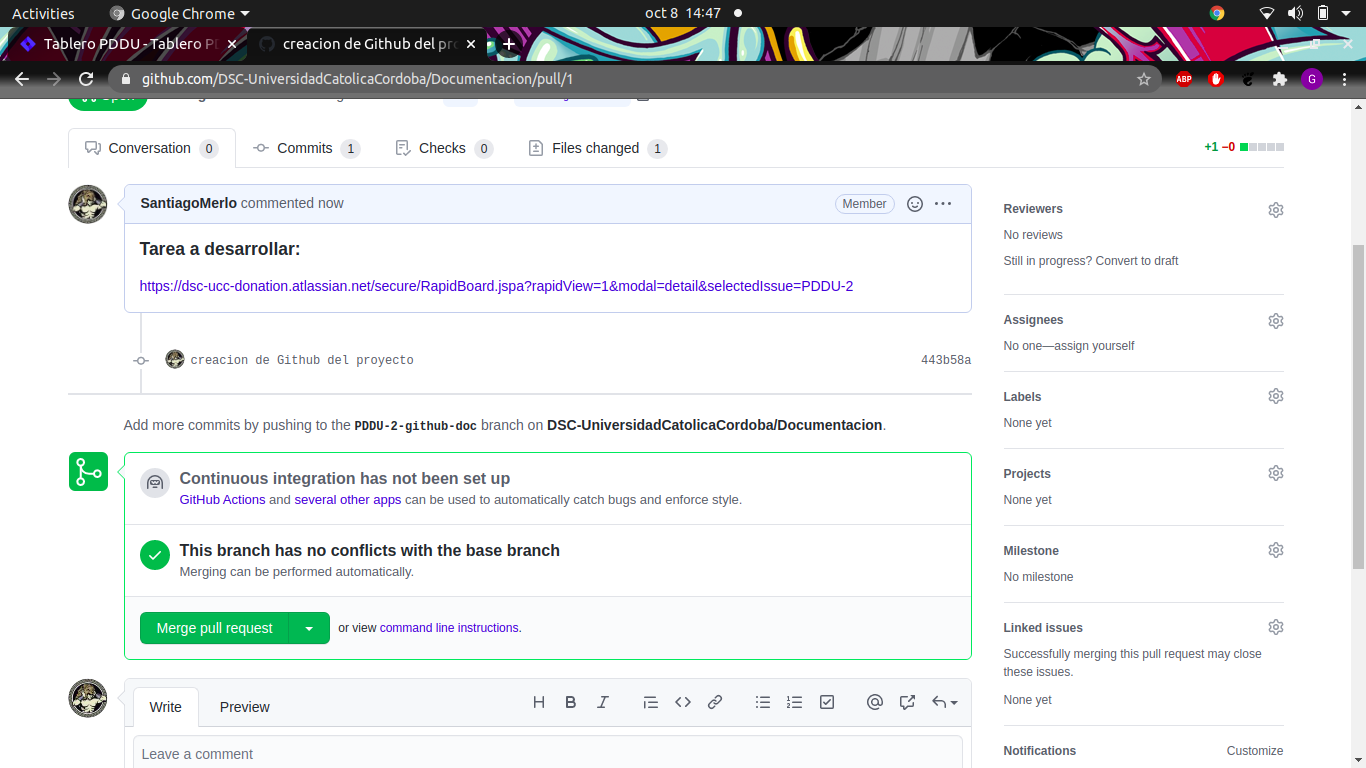 Activities
Google Chrome
oct 8 14:47
Tablero PDDU - Tablero PD
creacion de Github del pro
github.com/DSC-UniversidadCatolicaCordoba/Documentacion/pull/1
ABP
G
Conversation 0
Commits 1
Checks 0
Files changed 1
+1 −0
SantiagoMerlo commented now
Member
Tarea a desarrollar:
https://dsc-ucc-donation.atlassian.net/secure/RapidBoard.jspa?rapidView=1&modal=detail&selectedIssue=PDDU-2
creacion de Github del proyecto
443b58a
Add more commits by pushing to the PDDU-2-github-doc branch on DSC-UniversidadCatolicaCordoba/Documentacion.
Continuous integration has not been set up
GitHub Actions and several other apps can be used to automatically catch bugs and enforce style.
This branch has no conflicts with the base branch
Merging can be performed automatically.
Merge pull request
or view command line instructions.
Write
Preview
Leave a comment
Reviewers
No reviews
Still in progress? Convert to draft
Assignees
No one—assign yourself
Labels
None yet
Projects
None yet
Milestone
No milestone
Linked issues
Successfully merging this pull request may close
these issues.
None yet
Notifications
Customize